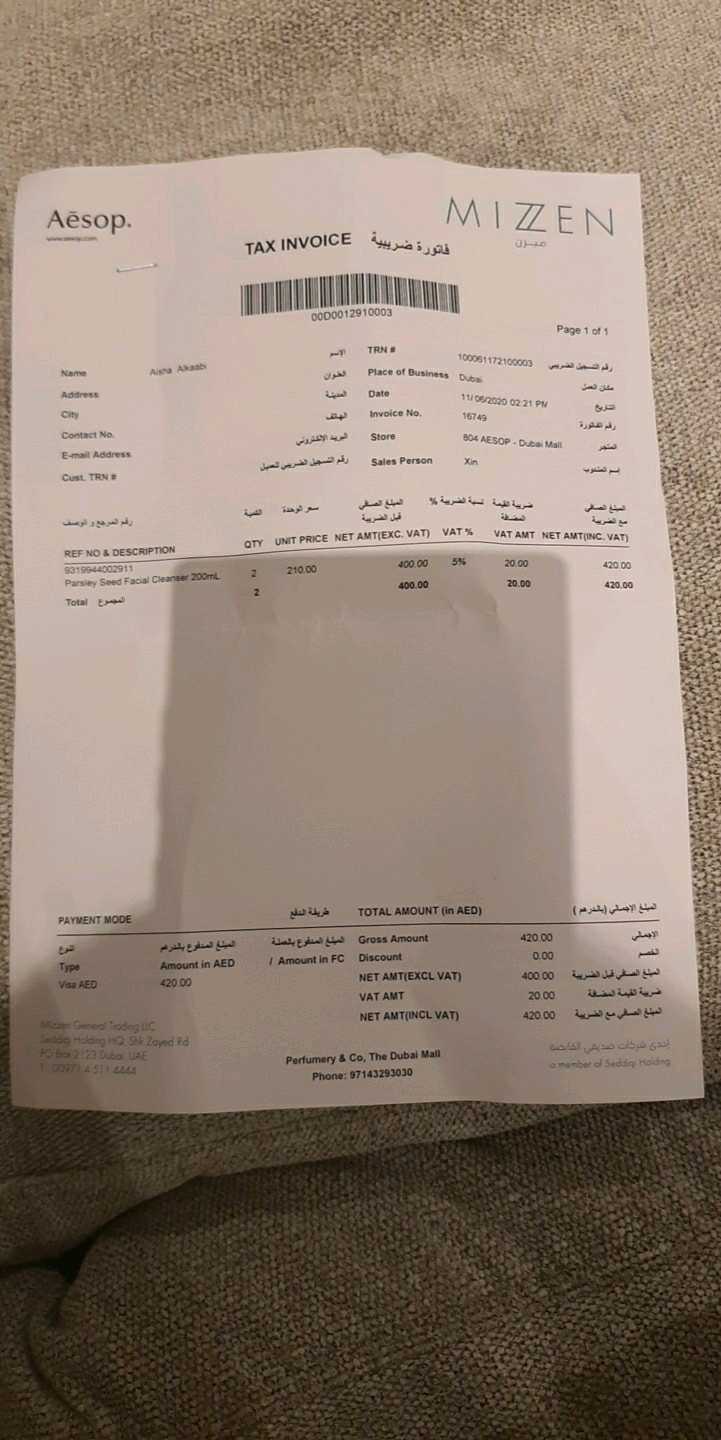 Aēsop.
www.aesop.com
MIZZEN
ميزن
TAX INVOICE فاتورة ضريبية
00D0012910003
Page 1 of 1
Name Aisha Alkaabi الإسم
Address العنوان
City المدينة
Contact No. الهاتف
E-mail Address البريد الإلكتروني
Cust. TRN # رقم التسجيل الضريبي للعميل
TRN # 100061172100003 رقم التسجيل الضريبي
Place of Business Dubai مكان العمل
Date 11/06/2020 02:21 PM التاريخ
Invoice No. 16749 رقم الفاتورة
Store 804 AESOP - Dubai Mall المتجر
Sales Person Xin إسم المندوب
رقم المرجع و الوصف الكمية سعر الوحدة المبلغ الصافي قبل الضريبة نسبة الضريبة % ضريبة القيمة المضافة المبلغ الصافي مع الضريبة
REF NO & DESCRIPTION QTY UNIT PRICE NET AMT(EXC. VAT) VAT % VAT AMT NET AMT(INC. VAT)
9319944002911
Parsley Seed Facial Cleanser 200mL 2 210.00 400.00 5% 20.00 420.00
Total المجموع 2 400.00 20.00 420.00
PAYMENT MODE طريقة الدفع
النوع المبلغ المدفوع بالدرهم المبلغ المدفوع بالعملة
Type Amount in AED / Amount in FC
Visa AED 420.00
TOTAL AMOUNT (in AED) المبلغ الإجمالي (بالدرهم )
Gross Amount 420.00 الإجمالي
Discount 0.00 الخصم
NET AMT(EXCL VAT) 400.00 المبلغ الصافي قبل الضريبة
VAT AMT 20.00 ضريبة القيمة المضافة
NET AMT(INCL VAT) 420.00 المبلغ الصافي مع الضريبة
Mizzen General Trading LLC
Seddiqi Holding HQ, Shk Zayed Rd
PO Box 2123 Dubai, UAE
T. 00971 4 511 4444
Perfumery & Co, The Dubai Mall
Phone: 97143293030
إحدى شركات صديقي القابضة
a member of Seddiqi Holding